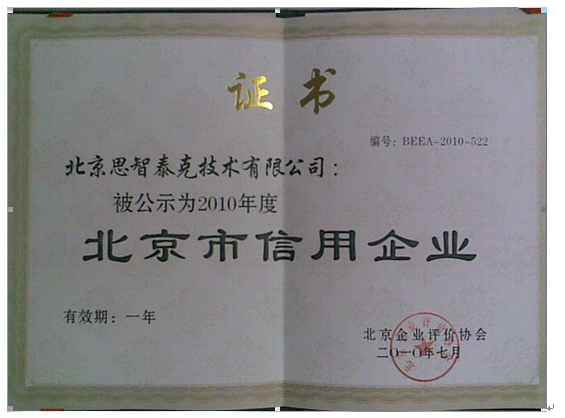 证书
编号：BEEA-2010-522
北京思智泰克技术有限公司：
被公示为2010年度
北京市信用企业
有效期：一年
北京企业评价协会
二〇一〇年七月